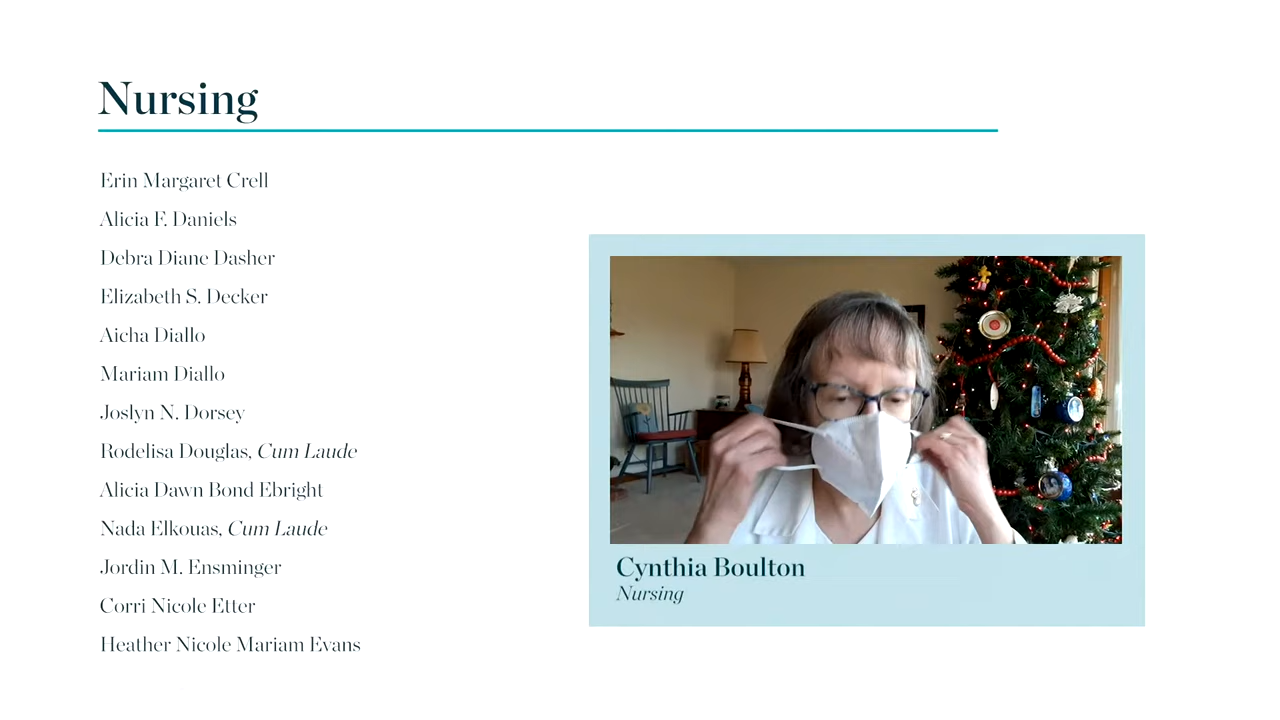 Nursing
Erin Margaret Crell
Alicia F. Daniels
Debra Diane Dasher
Elizabeth S. Decker
Aicha Diallo
Mariam Diallo
Joslyn N. Dorsey
Rodelisa Douglas, Cum Laude
Alicia Dawn Bond Ebright
Nada Elkouas, Cum Laude
Jordin M. Ensminger
Corri Nicole Etter
Heather Nicole Mariam Evans
Cynthia Boulton
Nursing